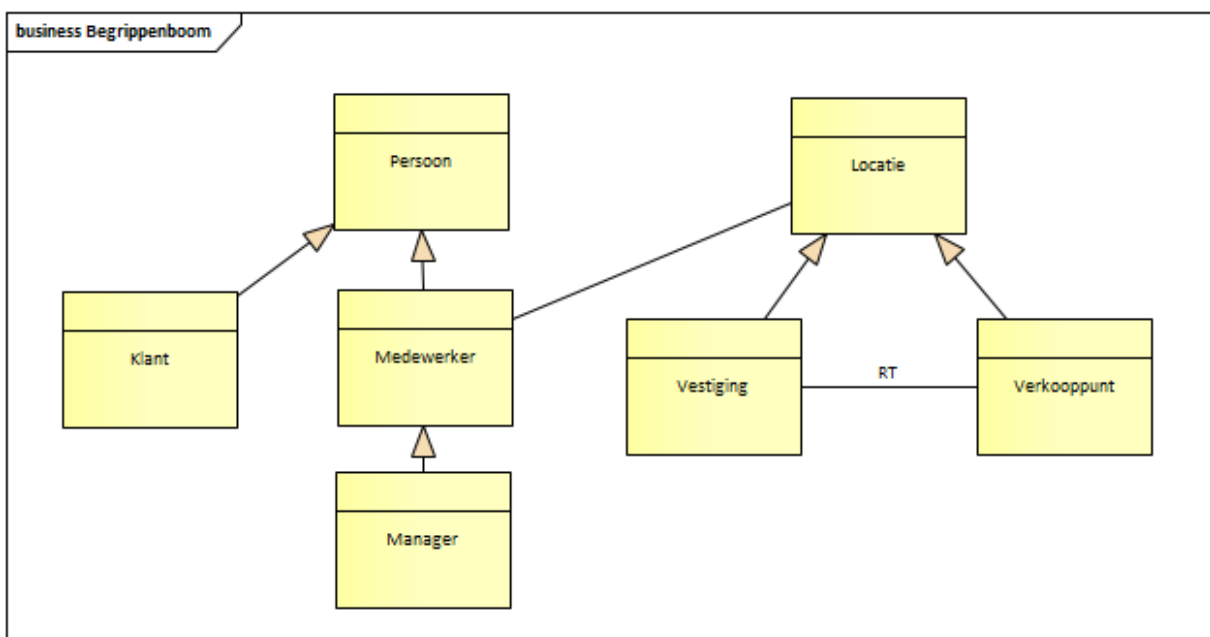 business Begrippenboom
Persoon
Locatie
Klant
Medewerker
Vestiging
RT
Verkooppunt
Manager